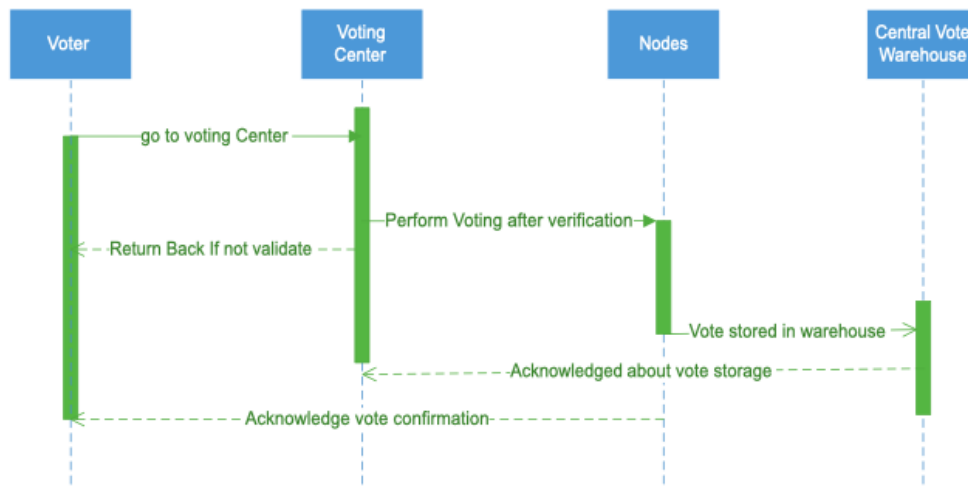 Voter
Voting
Center
Nodes
Central Vote
Warehouse
go to voting Center
Perform Voting after verification
Return Back If not validate
Vote stored in warehouse
Acknowledged about vote storage
Acknowledge vote confirmation